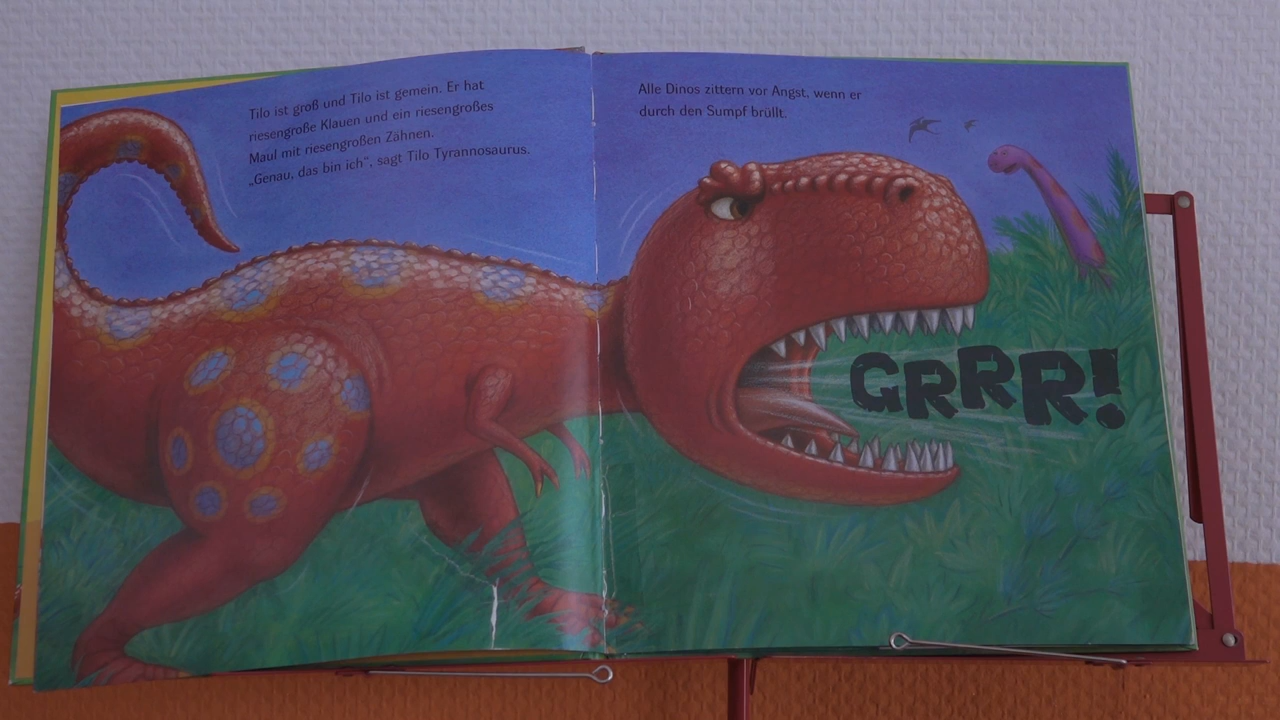 Tilo ist groß und Tilo ist gemein. Er hat
riesengroße Klauen und ein riesengroßes
Maul mit riesengroßen Zähnen.
„Genau, das bin ich“, sagt Tilo Tyrannosaurus.
Alle Dinos zittern vor Angst, wenn er
durch den Sumpf brüllt.
GRRR!